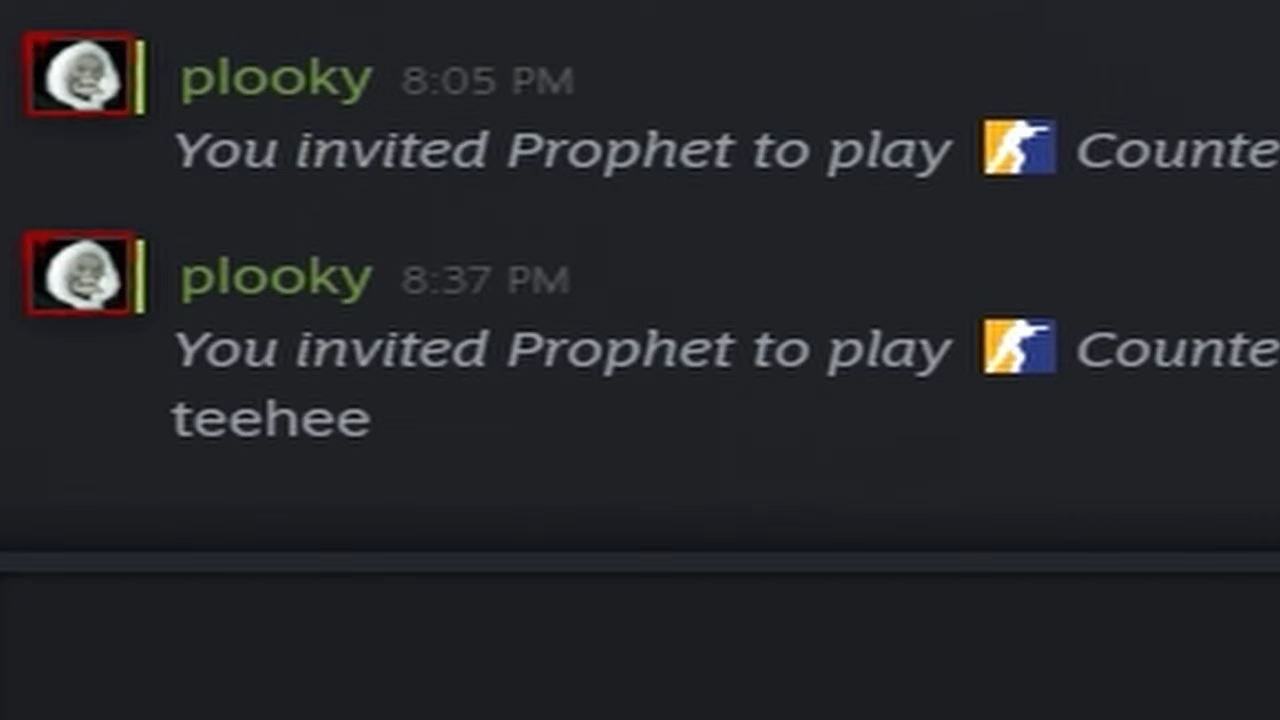 plooky 8:05 PM
You invited Prophet to play Counte
plooky 8:37 PM
You invited Prophet to play Counte
teehee